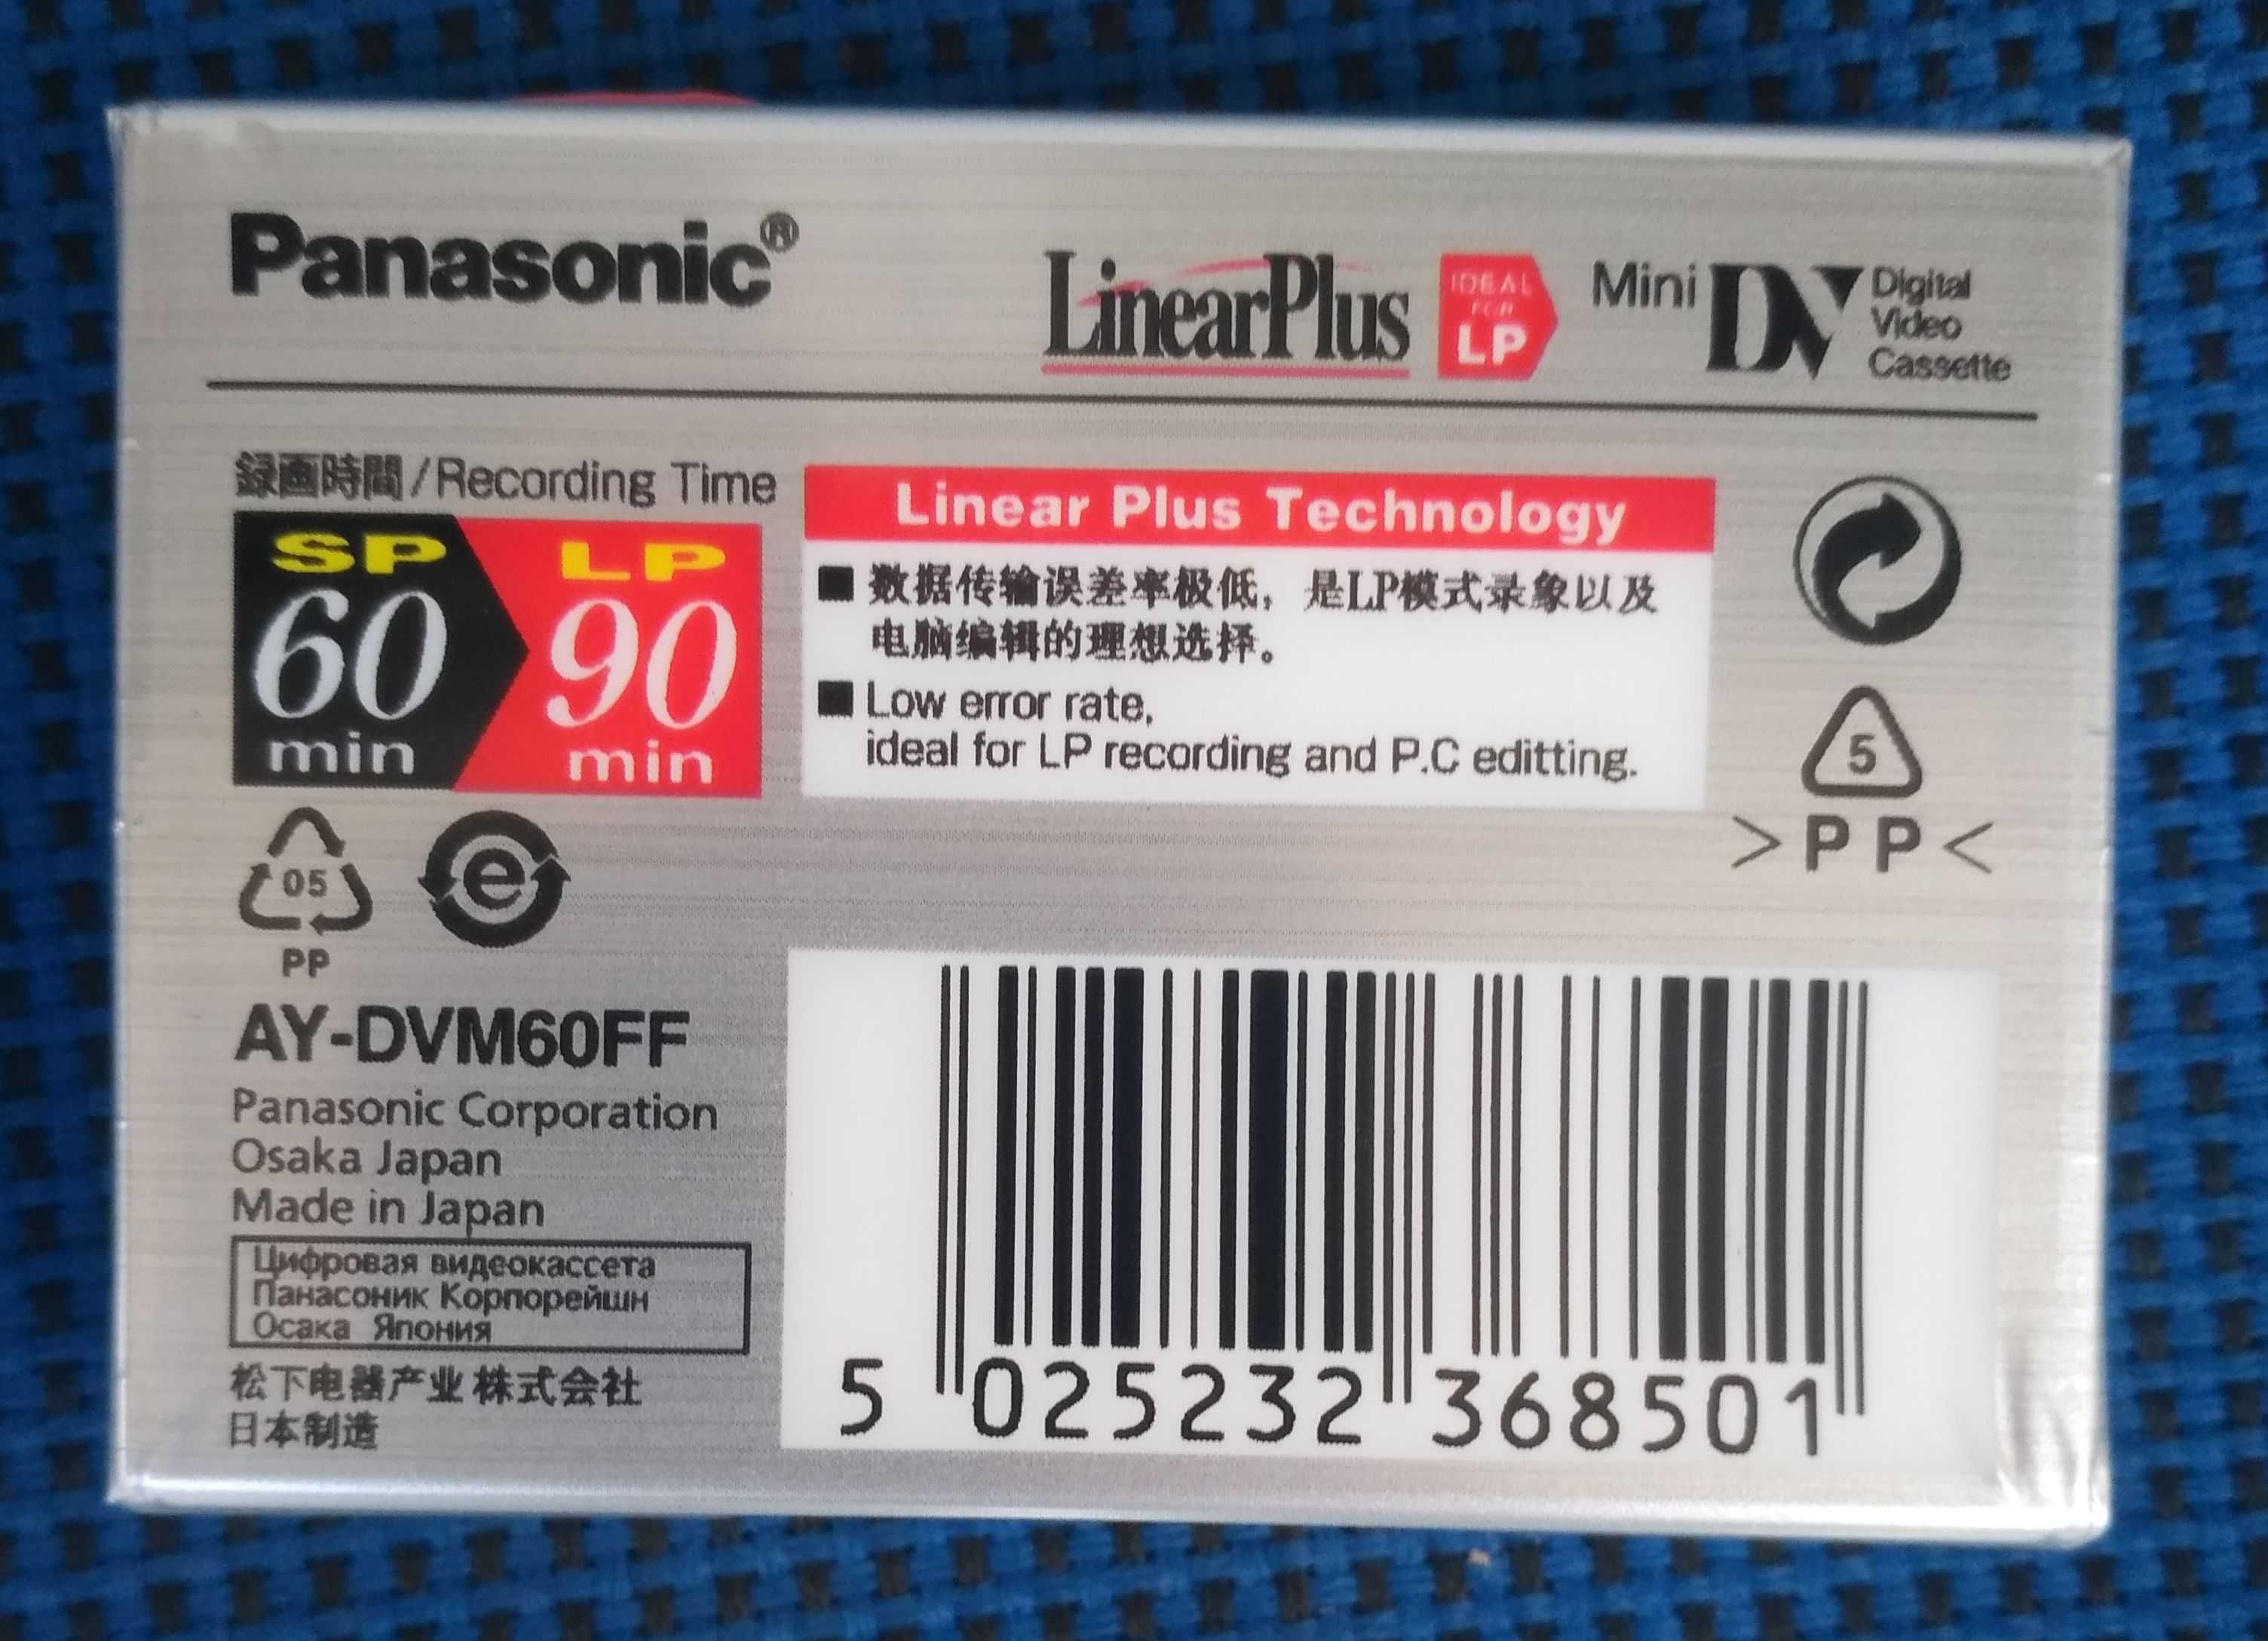 Panasonic®
LinearPlus
IDEAL
FOR
LP
Mini DV
Digital
Video
Cassette
録画時間/Recording Time
SP
60
min
LP
90
min
Linear Plus Technology
■ 数据传输误差率极低，是LP模式录象以及
电脑编辑的理想选择。
■ Low error rate,
ideal for LP recording and P.C editting.
5
>PP<
05
PP
e
AY-DVM60FF
Panasonic Corporation
Osaka Japan
Made in Japan
Цифровая видеокассета
Панасоник Корпорейшн
Осака Япония
松下电器产业株式会社
日本制造
5 025232 368501